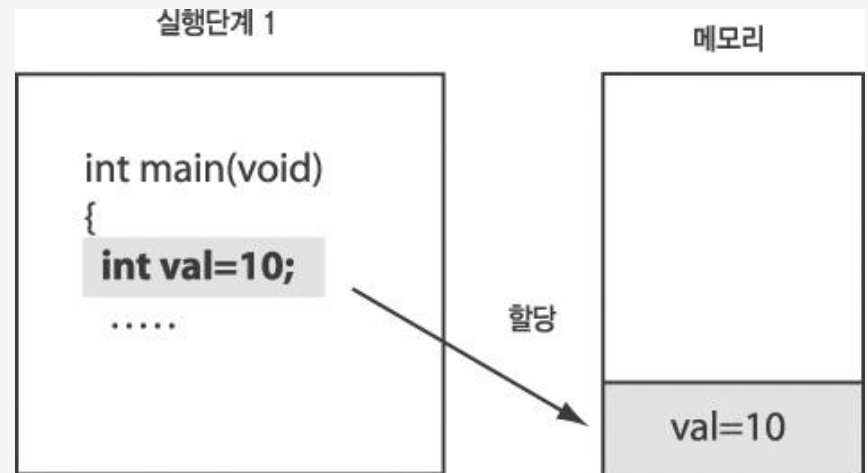 실행단계 1
메모리
int main(void)
{
int val=10;
.....
할당
val=10